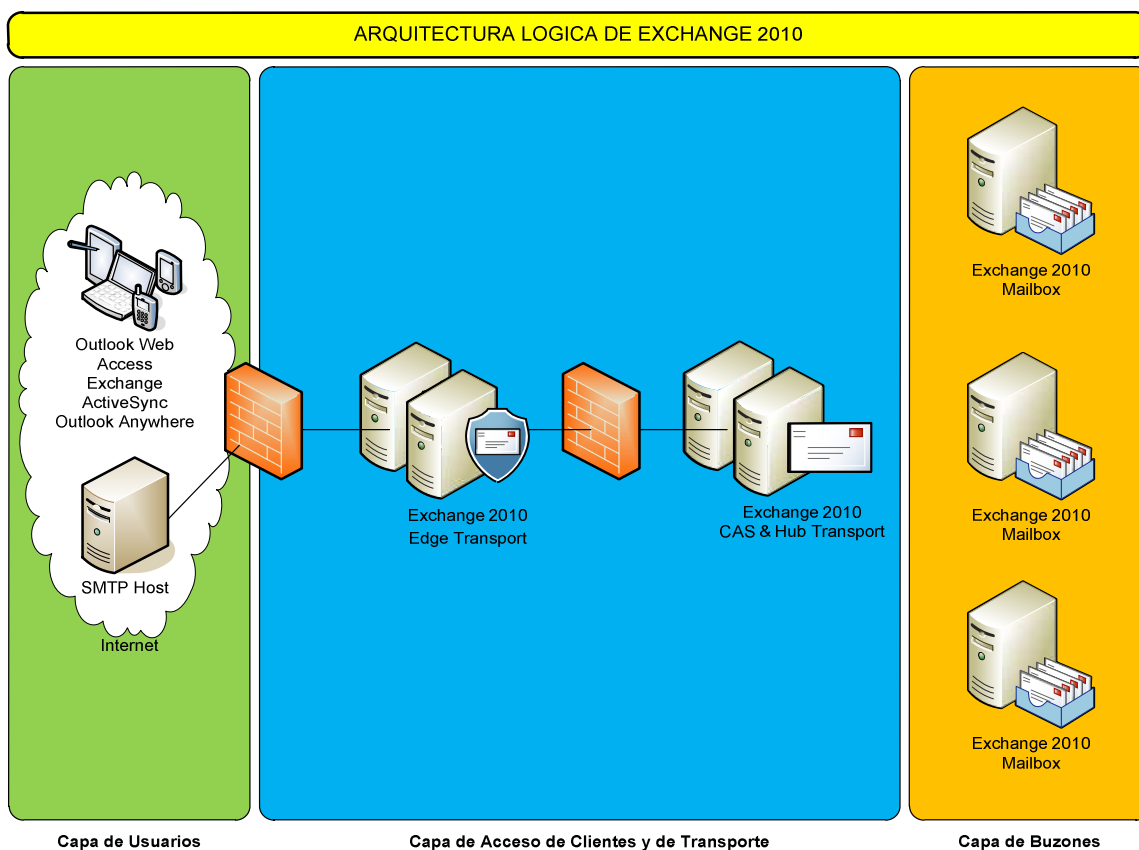 ARQUITECTURA LOGICA DE EXCHANGE 2010
Outlook Web
Access
Exchange
ActiveSync
Outlook Anywhere
SMTP Host
Internet
Exchange 2010
Edge Transport
Exchange 2010
CAS & Hub Transport
Exchange 2010
Mailbox
Exchange 2010
Mailbox
Exchange 2010
Mailbox
Capa de Usuarios
Capa de Acceso de Clientes y de Transporte
Capa de Buzones